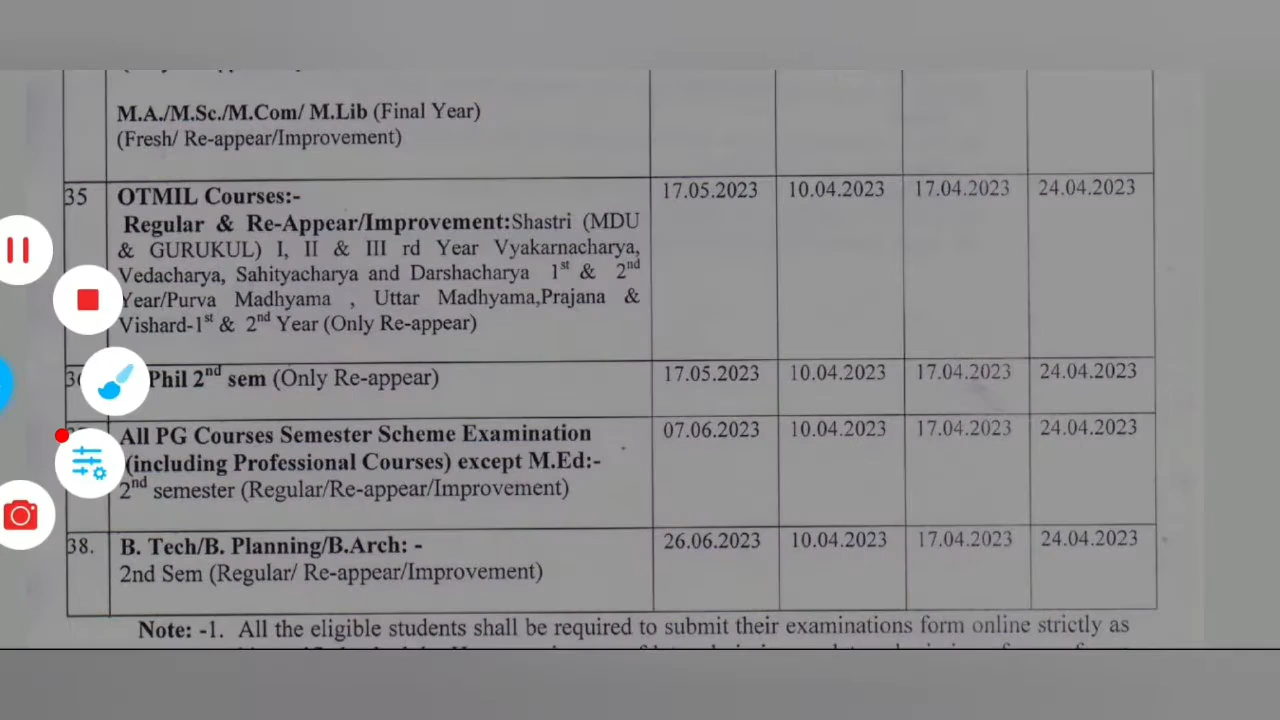 M.A./M.Sc./M.Com/ M.Lib (Final Year)
(Fresh/ Re-appear/Improvement)
35 OTMIL Courses:- 17.05.2023 10.04.2023 17.04.2023 24.04.2023
Regular & Re-Appear/Improvement:Shastri (MDU
& GURUKUL) I, II & III rd Year Vyakarnacharya,
Vedacharya, Sahityacharya and Darshacharya 1st & 2nd
Year/Purva Madhyama , Uttar Madhyama,Prajana &
Vishard-1st & 2nd Year (Only Re-appear)
Phil 2nd sem (Only Re-appear) 17.05.2023 10.04.2023 17.04.2023 24.04.2023
All PG Courses Semester Scheme Examination 07.06.2023 10.04.2023 17.04.2023 24.04.2023
(including Professional Courses) except M.Ed:-
2nd semester (Regular/Re-appear/Improvement)
38. B. Tech/B. Planning/B.Arch: - 26.06.2023 10.04.2023 17.04.2023 24.04.2023
2nd Sem (Regular/ Re-appear/Improvement)
Note: -1. All the eligible students shall be required to submit their examinations form online strictly as